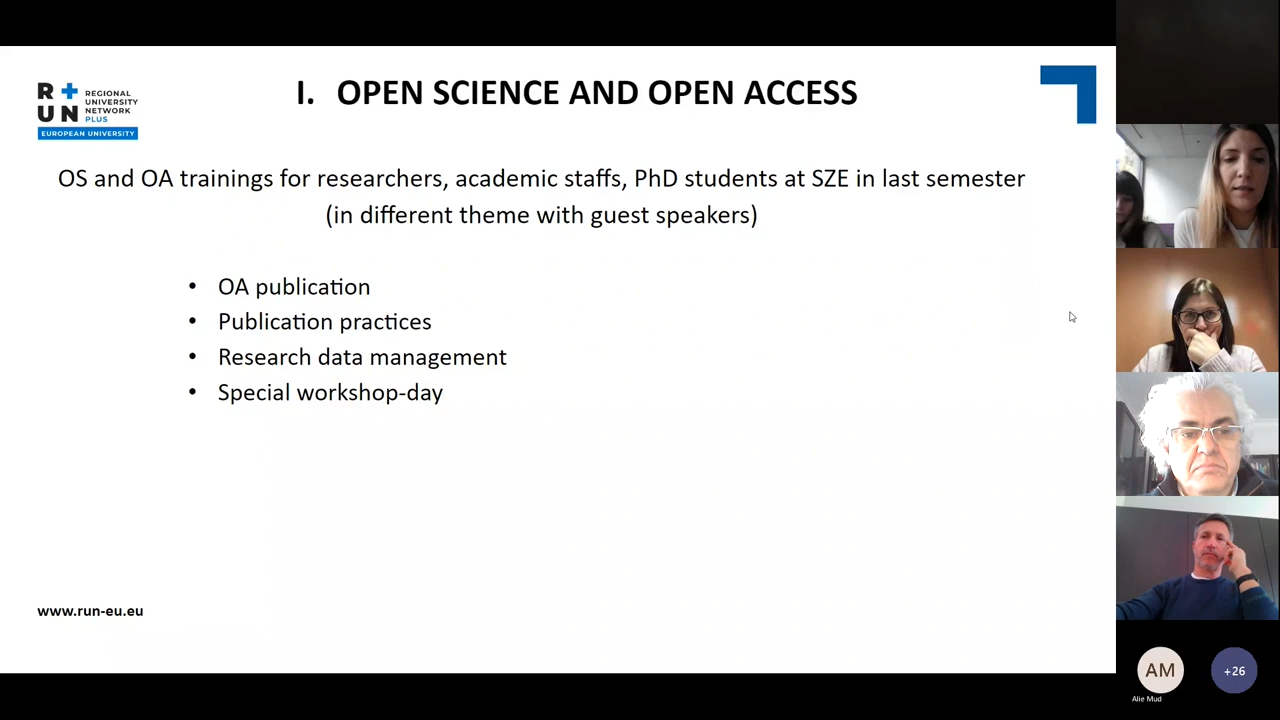 R+
UN
REGIONAL
UNIVERSITY
NETWORK
PLUS
EUROPEAN UNIVERSITY
I. OPEN SCIENCE AND OPEN ACCESS
OS and OA trainings for researchers, academic staffs, PhD students at SZE in last semester
(in different theme with guest speakers)
• OA publication
• Publication practices
• Research data management
• Special workshop-day
www.run-eu.eu
AM
Alie Mud
+26